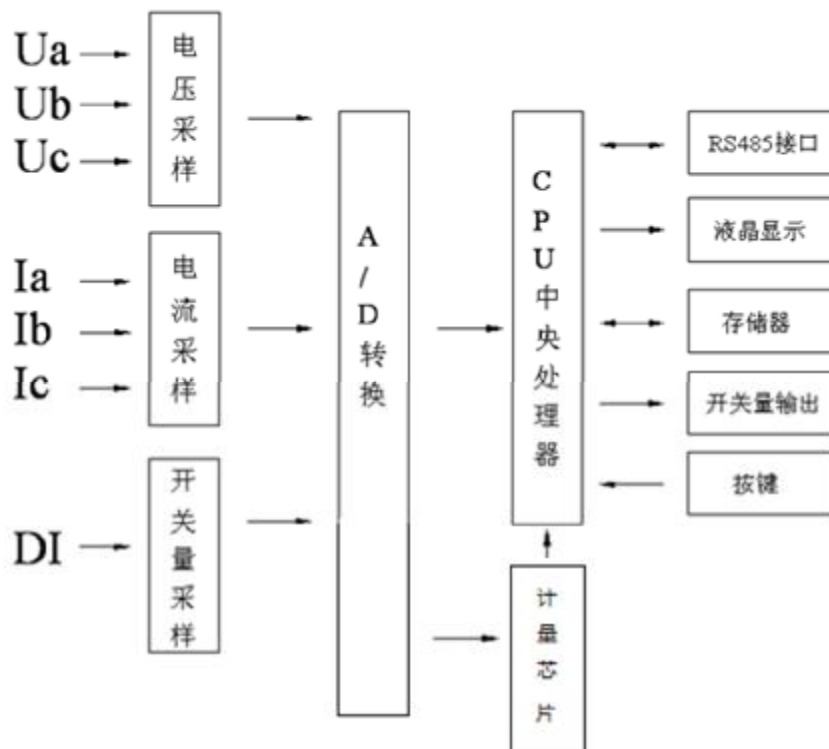 Ua
Ub
Uc
电压采样
Ia
Ib
Ic
电流采样
DI
开关量采样
A/D转换
CPU中央处理器
计量芯片
RS485接口
液晶显示
存储器
开关量输出
按键